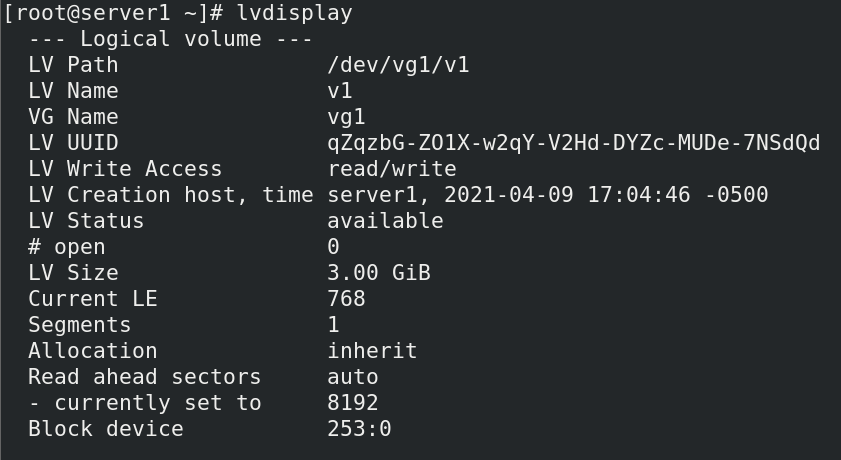 [root@server1 ~]# lvdisplay
  --- Logical volume ---
  LV Path                /dev/vg1/v1
  LV Name                v1
  VG Name                vg1
  LV UUID                qZqzbG-ZO1X-w2qY-V2Hd-DYZc-MUDe-7NSdQd
  LV Write Access        read/write
  LV Creation host, time server1, 2021-04-09 17:04:46 -0500
  LV Status              available
  # open                 0
  LV Size                3.00 GiB
  Current LE             768
  Segments               1
  Allocation             inherit
  Read ahead sectors     auto
  - currently set to     8192
  Block device           253:0